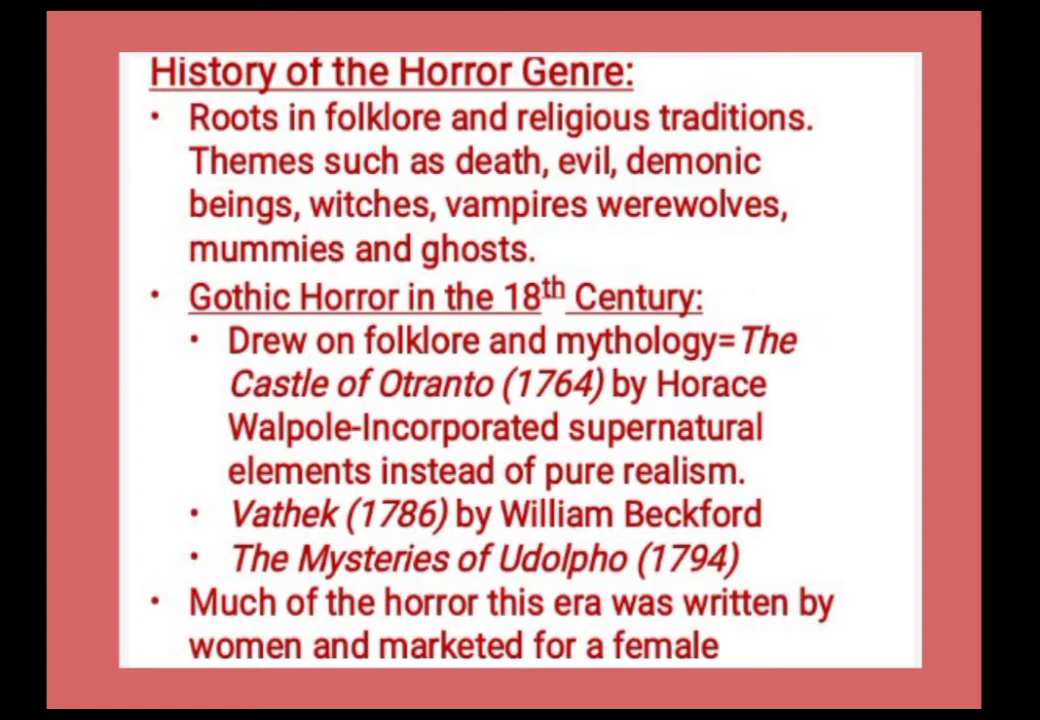 History of the Horror Genre:
• Roots in folklore and religious traditions.
Themes such as death, evil, demonic
beings, witches, vampires werewolves,
mummies and ghosts.
• Gothic Horror in the 18th Century:
• Drew on folklore and mythology=The
Castle of Otranto (1764) by Horace
Walpole-Incorporated supernatural
elements instead of pure realism.
• Vathek (1786) by William Beckford
• The Mysteries of Udolpho (1794)
• Much of the horror this era was written by
women and marketed for a female